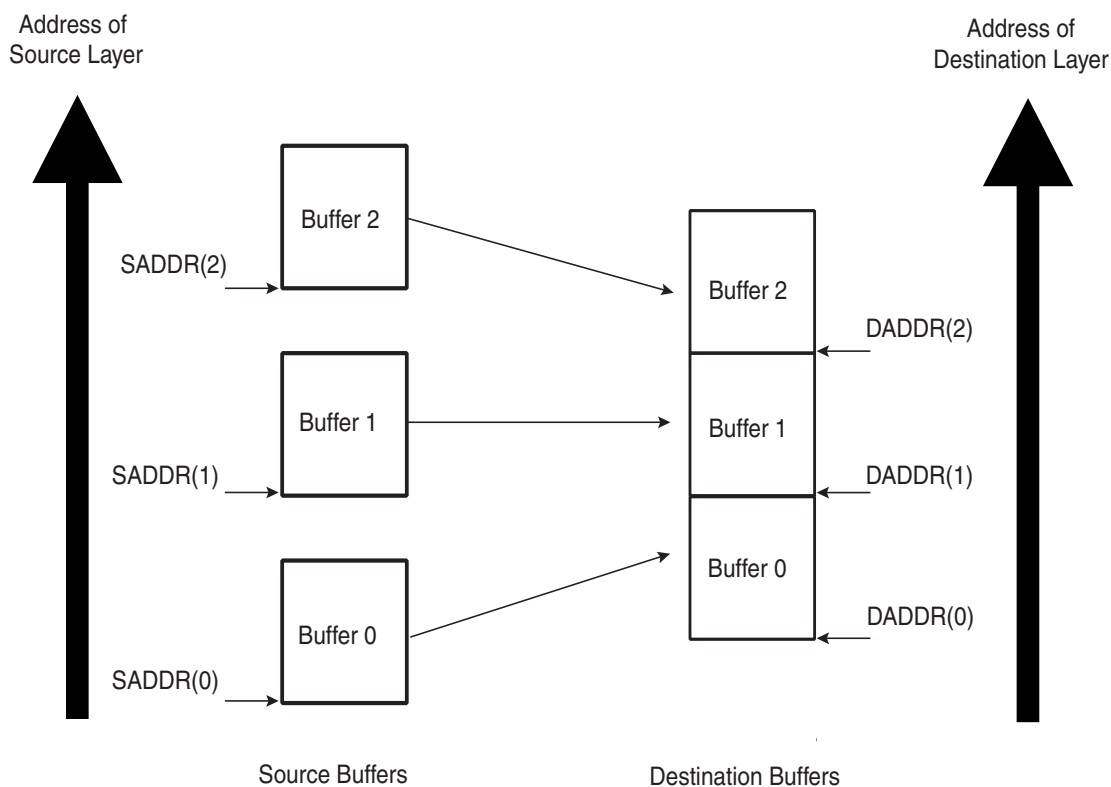 Address of
Source Layer
Address of
Destination Layer
Buffer 2
SADDR(2)
Buffer 2
DADDR(2)
Buffer 1
Buffer 1
SADDR(1)
DADDR(1)
Buffer 0
Buffer 0
DADDR(0)
SADDR(0)
Source Buffers
Destination Buffers